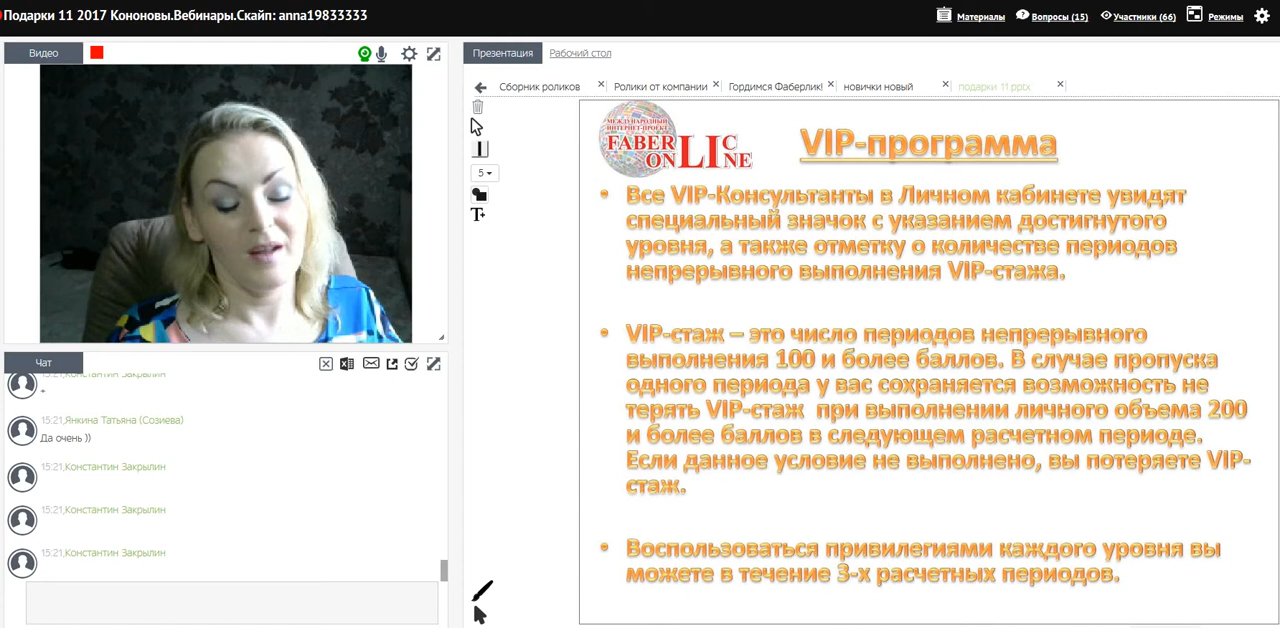 Подарки 11 2017 Кононовы.Вебинары.Скайп: anna19833333
Материалы
Вопросы (15)
Участники (66)
Режимы
Видео
Презентация
Рабочий стол
Сборник роликов
Ролики от компании
Гордимся Фаберлик!
новички новый
подарки 11 pptx
5
T+
МЕЖДУНАРОДНЫЙ
ИНТЕРНЕТ-ПРОЕКТ
FABERLIC
ONLINE
VIP-программа
• Все VIP-Консультанты в Личном кабинете увидят
специальный значок с указанием достигнутого
уровня, а также отметку о количестве периодов
непрерывного выполнения VIP-стажа.
• VIP-стаж – это число периодов непрерывного
выполнения 100 и более баллов. В случае пропуска
одного периода у вас сохраняется возможность не
терять VIP-стаж при выполнении личного объема 200
и более баллов в следующем расчетном периоде.
Если данное условие не выполнено, вы потеряете VIP-
стаж.
• Воспользоваться привилегиями каждого уровня вы
можете в течение 3-х расчетных периодов.
Чат
15:21,Константин Закрылин
+
15:21,Янкина Татьяна (Созиева)
Да очень ))
15:21,Константин Закрылин
15:21,Константин Закрылин
15:21,Константин Закрылин